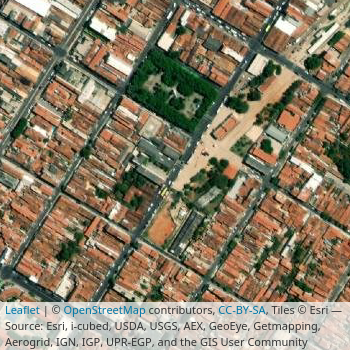 Leaflet | © OpenStreetMap contributors, CC-BY-SA, Tiles © Esri —
Source: Esri, i-cubed, USDA, USGS, AEX, GeoEye, Getmapping,
Aerogrid, IGN, IGP, UPR-EGP, and the GIS User Community